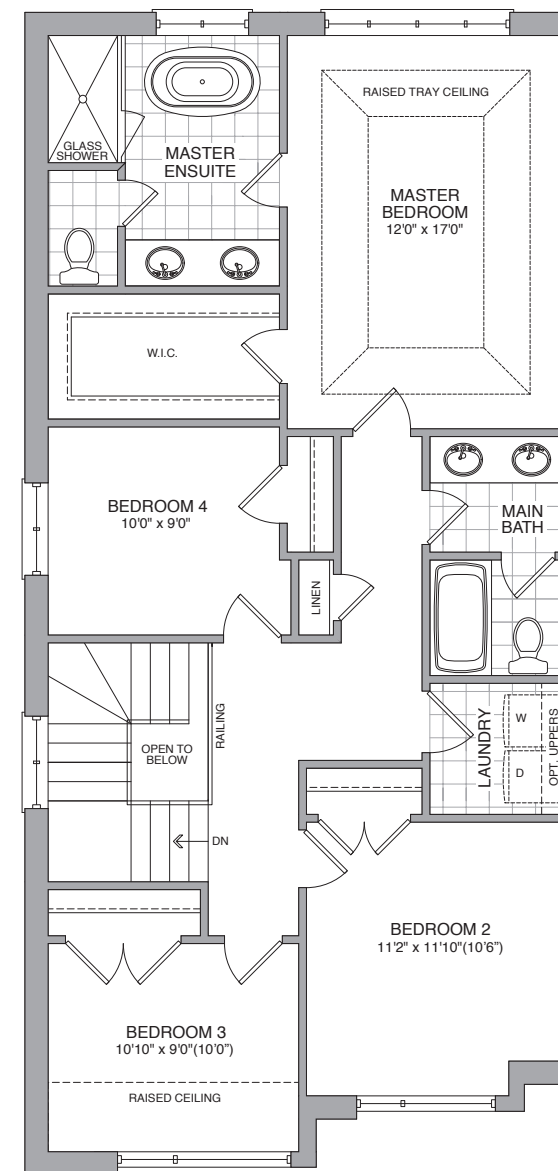 RAISED TRAY CEILING
GLASS
SHOWER
MASTER
ENSUITE
MASTER
BEDROOM
12'0" x 17'0"
W.I.C.
BEDROOM 4
10'0" x 9'0"
MAIN
BATH
LINEN
RAILING
OPEN TO
BELOW
LAUNDRY
W
D
OPT. UPPERS
DN
BEDROOM 2
11'2" x 11'10"(10'6")
BEDROOM 3
10'10" x 9'0"(10'0")
RAISED CEILING